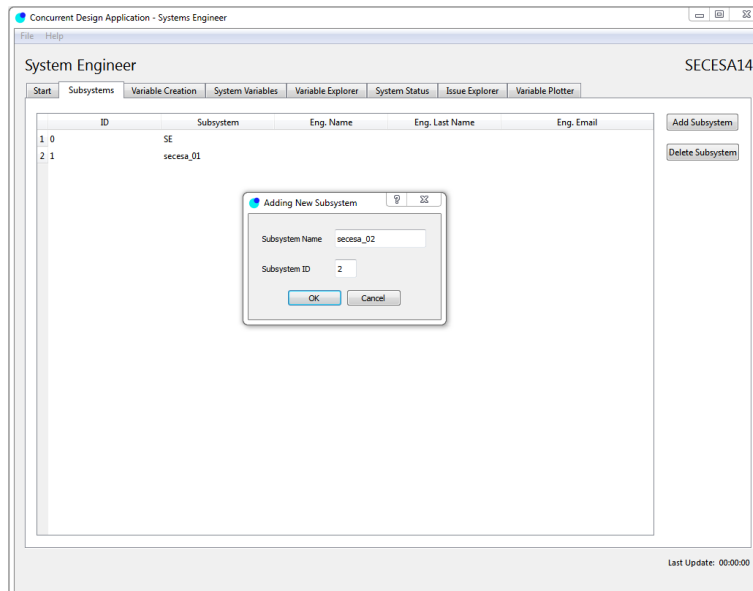 Concurrent Design Application - Systems Engineer
File Help
System Engineer SECESA14
Start Subsystems Variable Creation System Variables Variable Explorer System Status Issue Explorer Variable Plotter
ID Subsystem Eng. Name Eng. Last Name Eng. Email Add Subsystem
1 0 SE
2 1 secesa_01 Delete Subsystem
Adding New Subsystem
Subsystem Name secesa_02
Subsystem ID 2
OK Cancel
Last Update: 00:00:00